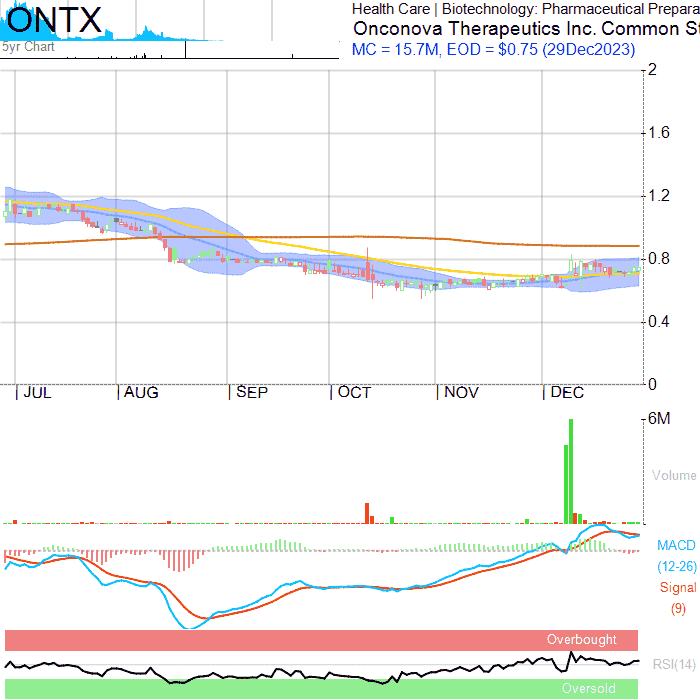 ONTX
5yr Chart
Health Care | Biotechnology: Pharmaceutical Prepara
Onconova Therapeutics Inc. Common St
MC = 15.7M, EOD = $0.75 (29Dec2023)
2
1.6
1.2
0.8
0.4
0
JUL AUG SEP OCT NOV DEC
6M
Volume
MACD
(12-26)
Signal
(9)
Overbought
RSI(14)
Oversold